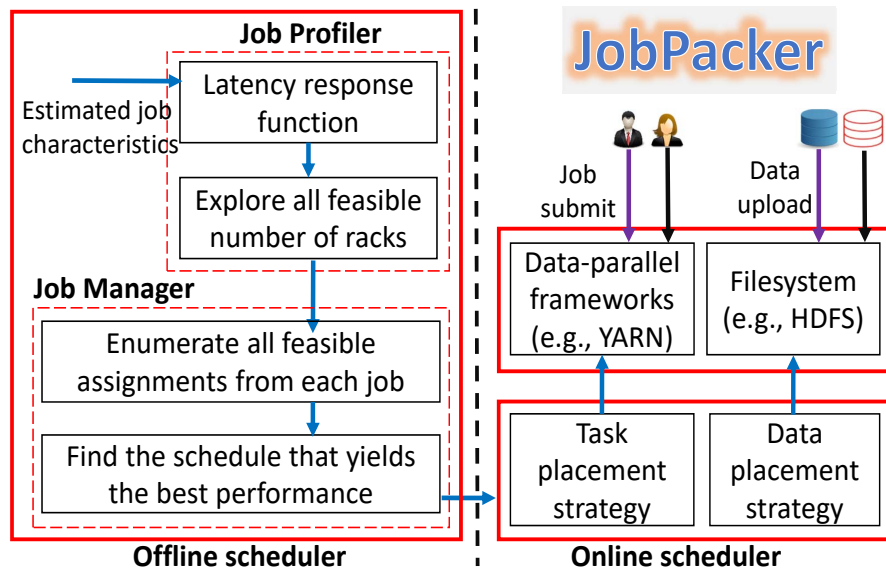 Job Profiler
Estimated job
characteristics
Latency response
function
Explore all feasible
number of racks
Job Manager
Enumerate all feasible
assignments from each job
Find the schedule that yields
the best performance
Offline scheduler
JobPacker
Job
submit
Data
upload
Data-parallel
frameworks
(e.g., YARN)
Filesystem
(e.g., HDFS)
Task
placement
strategy
Data
placement
strategy
Online scheduler